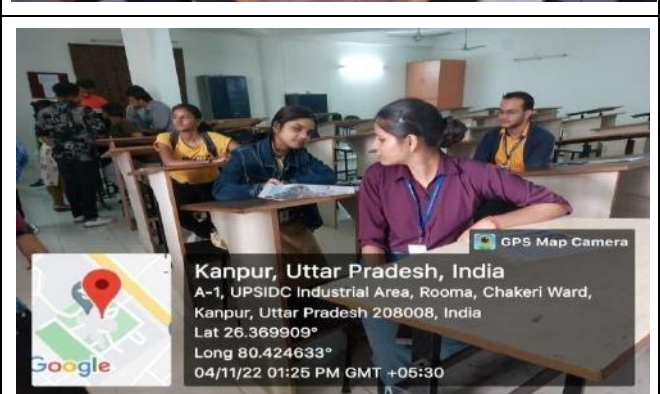 GPS Map Camera
Kanpur, Uttar Pradesh, India
A-1, UPSIDC Industrial Area, Rooma, Chakeri Ward,
Kanpur, Uttar Pradesh 208008, India
Lat 26.369909°
Long 80.424633°
04/11/22 01:25 PM GMT +05:30
Google